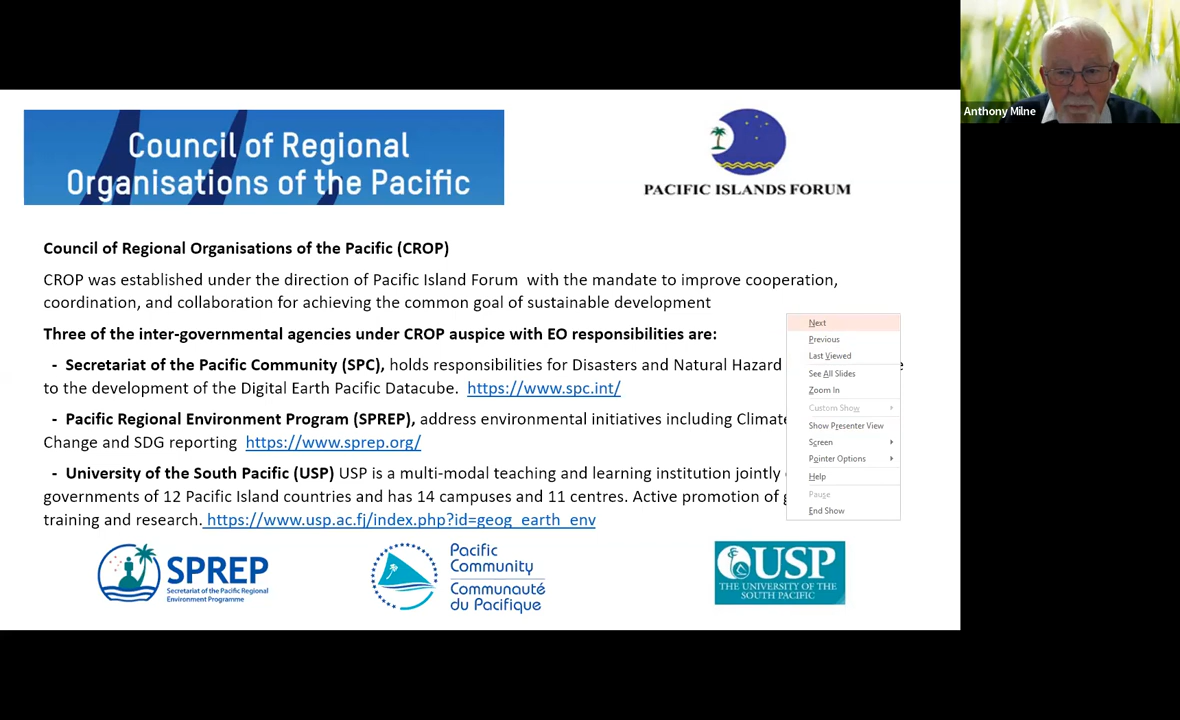 Council of Regional
Organisations of the Pacific
PACIFIC ISLANDS FORUM
Anthony Milne
Council of Regional Organisations of the Pacific (CROP)
CROP was established under the direction of Pacific Island Forum with the mandate to improve cooperation,
coordination, and collaboration for achieving the common goal of sustainable development
Three of the inter-governmental agencies under CROP auspice with EO responsibilities are:
- Secretariat of the Pacific Community (SPC), holds responsibilities for Disasters and Natural Hazard
to the development of the Digital Earth Pacific Datacube. https://www.spc.int/
- Pacific Regional Environment Program (SPREP), address environmental initiatives including Climate
Change and SDG reporting https://www.sprep.org/
- University of the South Pacific (USP) USP is a multi-modal teaching and learning institution jointly
governments of 12 Pacific Island countries and has 14 campuses and 11 centres. Active promotion of
training and research. https://www.usp.ac.fj/index.php?id=geog_earth_env
Next
Previous
Last Viewed
See All Slides
Zoom In
Custom Show
Show Presenter View
Screen
Pointer Options
Help
Pause
End Show
SPREP
Secretariat of the Pacific Regional
Environment Programme
Pacific
Community
Communauté
du Pacifique
USP
THE UNIVERSITY OF THE
SOUTH PACIFIC